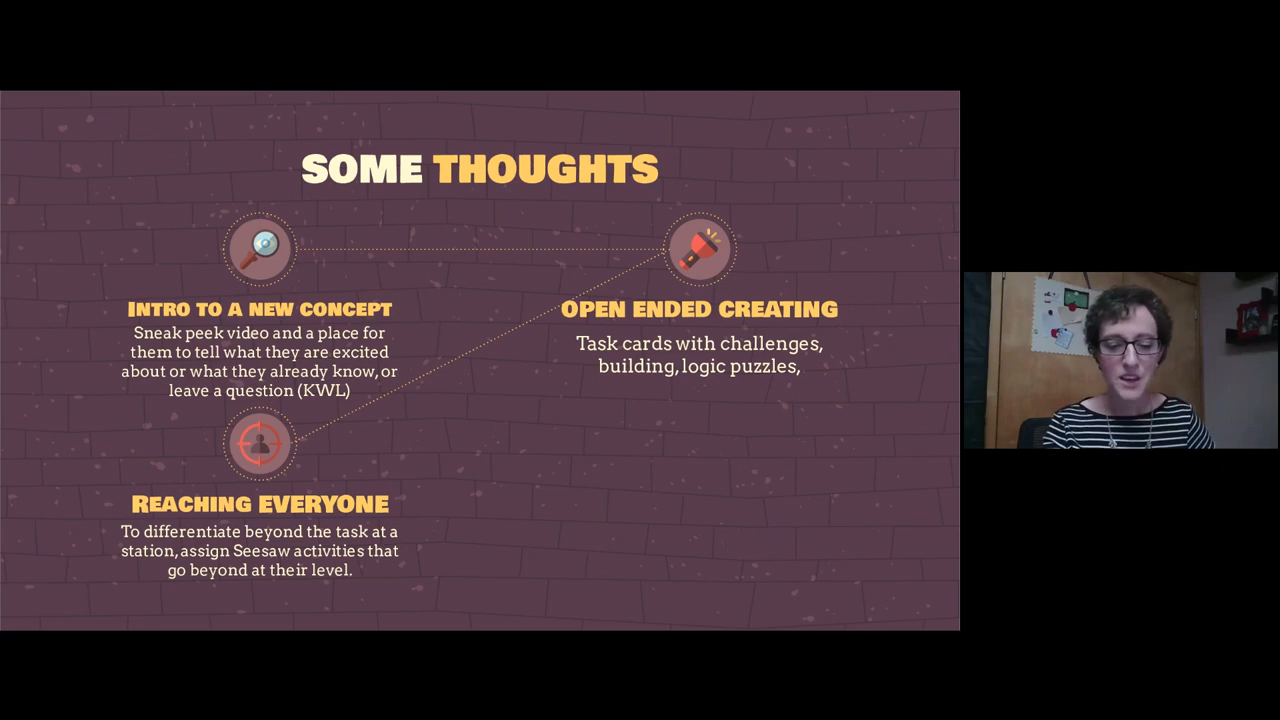 SOME THOUGHTS
INTRO TO A NEW CONCEPT
Sneak peek video and a place for
them to tell what they are excited
about or what they already know, or
leave a question (KWL)
OPEN ENDED CREATING
Task cards with challenges,
building, logic puzzles,
REACHING EVERYONE
To differentiate beyond the task at a
station, assign Seesaw activities that
go beyond at their level.